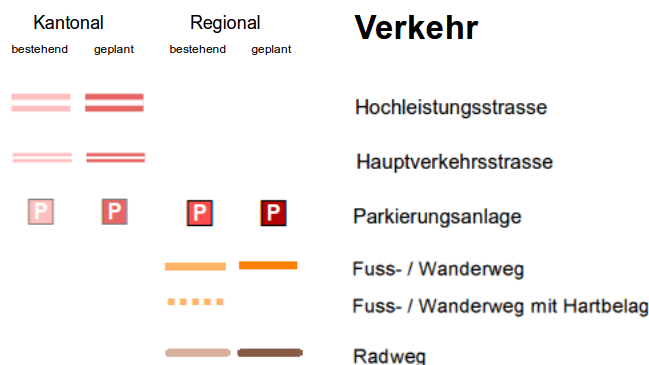 Kantonal Regional Verkehr
bestehend geplant bestehend geplant
Hochleistungsstrasse
Hauptverkehrsstrasse
P P P P Parkierungsanlage
Fuss- / Wanderweg
Fuss- / Wanderweg mit Hartbelag
Radweg